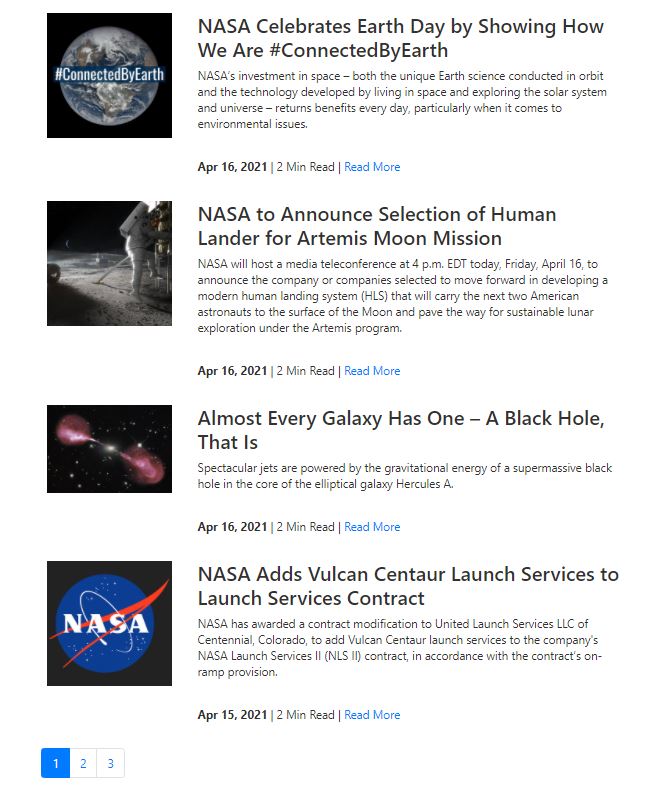 #ConnectedByEarth
NASA Celebrates Earth Day by Showing How
We Are #ConnectedByEarth
NASA’s investment in space – both the unique Earth science conducted in orbit
and the technology developed by living in space and exploring the solar system
and universe – returns benefits every day, particularly when it comes to
environmental issues.
Apr 16, 2021 | 2 Min Read | Read More
NASA to Announce Selection of Human
Lander for Artemis Moon Mission
NASA will host a media teleconference at 4 p.m. EDT today, Friday, April 16, to
announce the company or companies selected to move forward in developing a
modern human landing system (HLS) that will carry the next two American
astronauts to the surface of the Moon and pave the way for sustainable lunar
exploration under the Artemis program.
Apr 16, 2021 | 2 Min Read | Read More
Almost Every Galaxy Has One – A Black Hole,
That Is
Spectacular jets are powered by the gravitational energy of a supermassive black
hole in the core of the elliptical galaxy Hercules A.
Apr 16, 2021 | 2 Min Read | Read More
NASA
NASA Adds Vulcan Centaur Launch Services to
Launch Services Contract
NASA has awarded a contract modification to United Launch Services LLC of
Centennial, Colorado, to add Vulcan Centaur launch services to the company's
NASA Launch Services II (NLS II) contract, in accordance with the contract’s on-
ramp provision.
Apr 15, 2021 | 2 Min Read | Read More
1 2 3